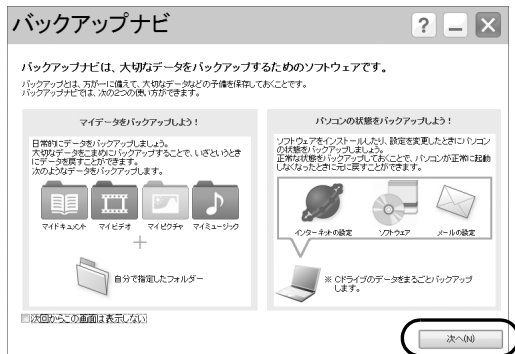 バックアップナビ
? – ×
バックアップナビは、大切なデータをバックアップするためのソフトウェアです。
バックアップとは、万が一に備えて、大切なデータなどの予備を保存しておくことです。
バックアップナビでは、次の2つの使い方ができます。
マイデータをバックアップしよう!
日常的にデータをバックアップしましょう。
大切なデータをこまめにバックアップすることで、いざというとき
にデータを戻すことができます。
次のようなデータをバックアップします。
マイドキュメント マイビデオ マイピクチャ マイミュージック
+
自分で指定したフォルダー
パソコンの状態をバックアップしよう!
ソフトウェアをインストールしたり、設定を変更したときにパソコン
の状態をバックアップしましょう。
正常な状態をバックアップしておくことで、パソコンが正常に起動
しなくなったときに元に戻すことができます。
インターネットの設定 ソフトウェア メールの設定
※ Cドライブのデータをまるごとバックアップ
します。
次回からこの画面は表示しない
次へ(N)